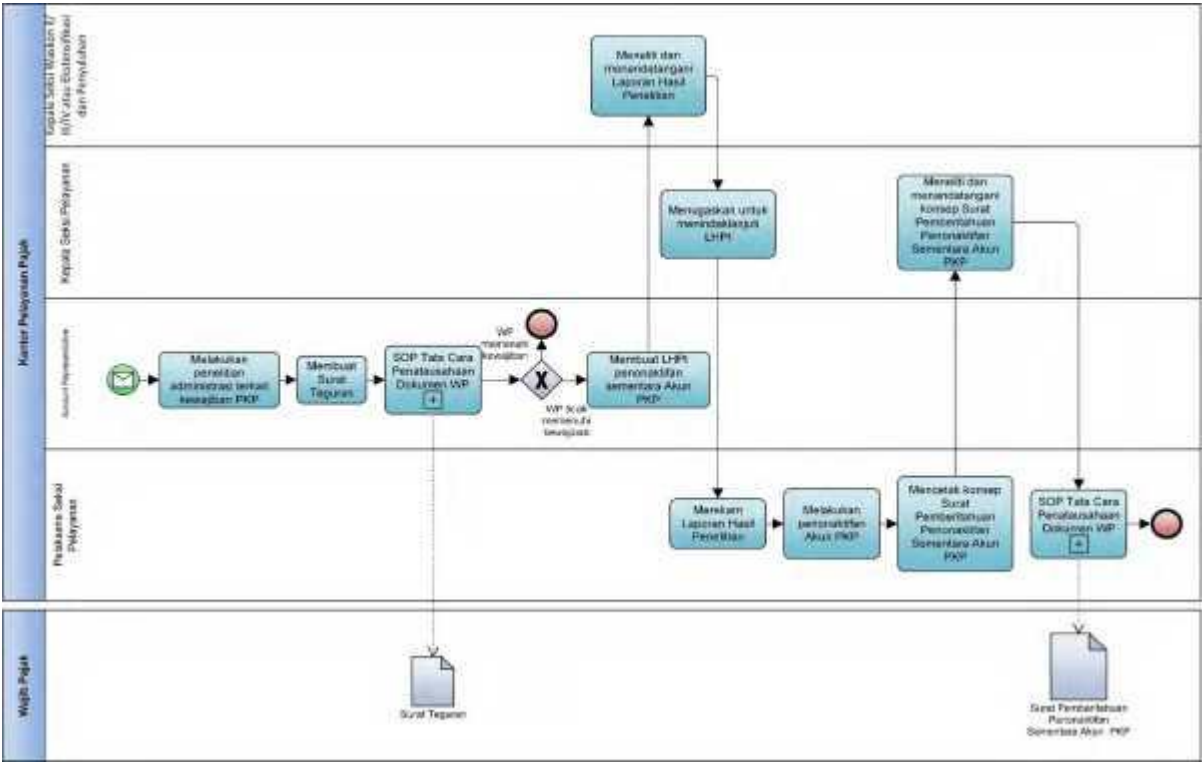 Kantor Pelayanan Pajak
Kepala Seksi Waskon II/
III/IV atau Ekstensifikasi
dan Penyuluhan
Meneliti dan
menandatangani
Laporan Hasil
Penelitian
Kepala Seksi Pelayanan
Menugaskan untuk
menindaklanjuti
LHPt
Meneliti dan
menandatangani
konsep Surat
Pemberitahuan
Penonaktifan
Sementara Akun
PKP
Account Representative
Melakukan
penelitian
administrasi terkait
kewajiban PKP
Membuat
Surat
Teguran
SOP Tata Cara
Penatausahaan
Dokumen WP
WP
memenuhi
kewajiban
WP tidak
memenuhi
kewajiban
Membuat LHPt
penonaktifan
sementara Akun
PKP
Pelaksana Seksi
Pelayanan
Merekam
Laporan Hasil
Penelitian
Melakukan
penonaktifan
Akun PKP
Mencetak konsep
Surat
Pemberitahuan
Penonaktifan
Sementara Akun
PKP
SOP Tata Cara
Penatausahaan
Dokumen WP
Wajib Pajak
Surat Teguran
Surat Pemberitahuan
Penonaktifan
Sementara Akun PKP